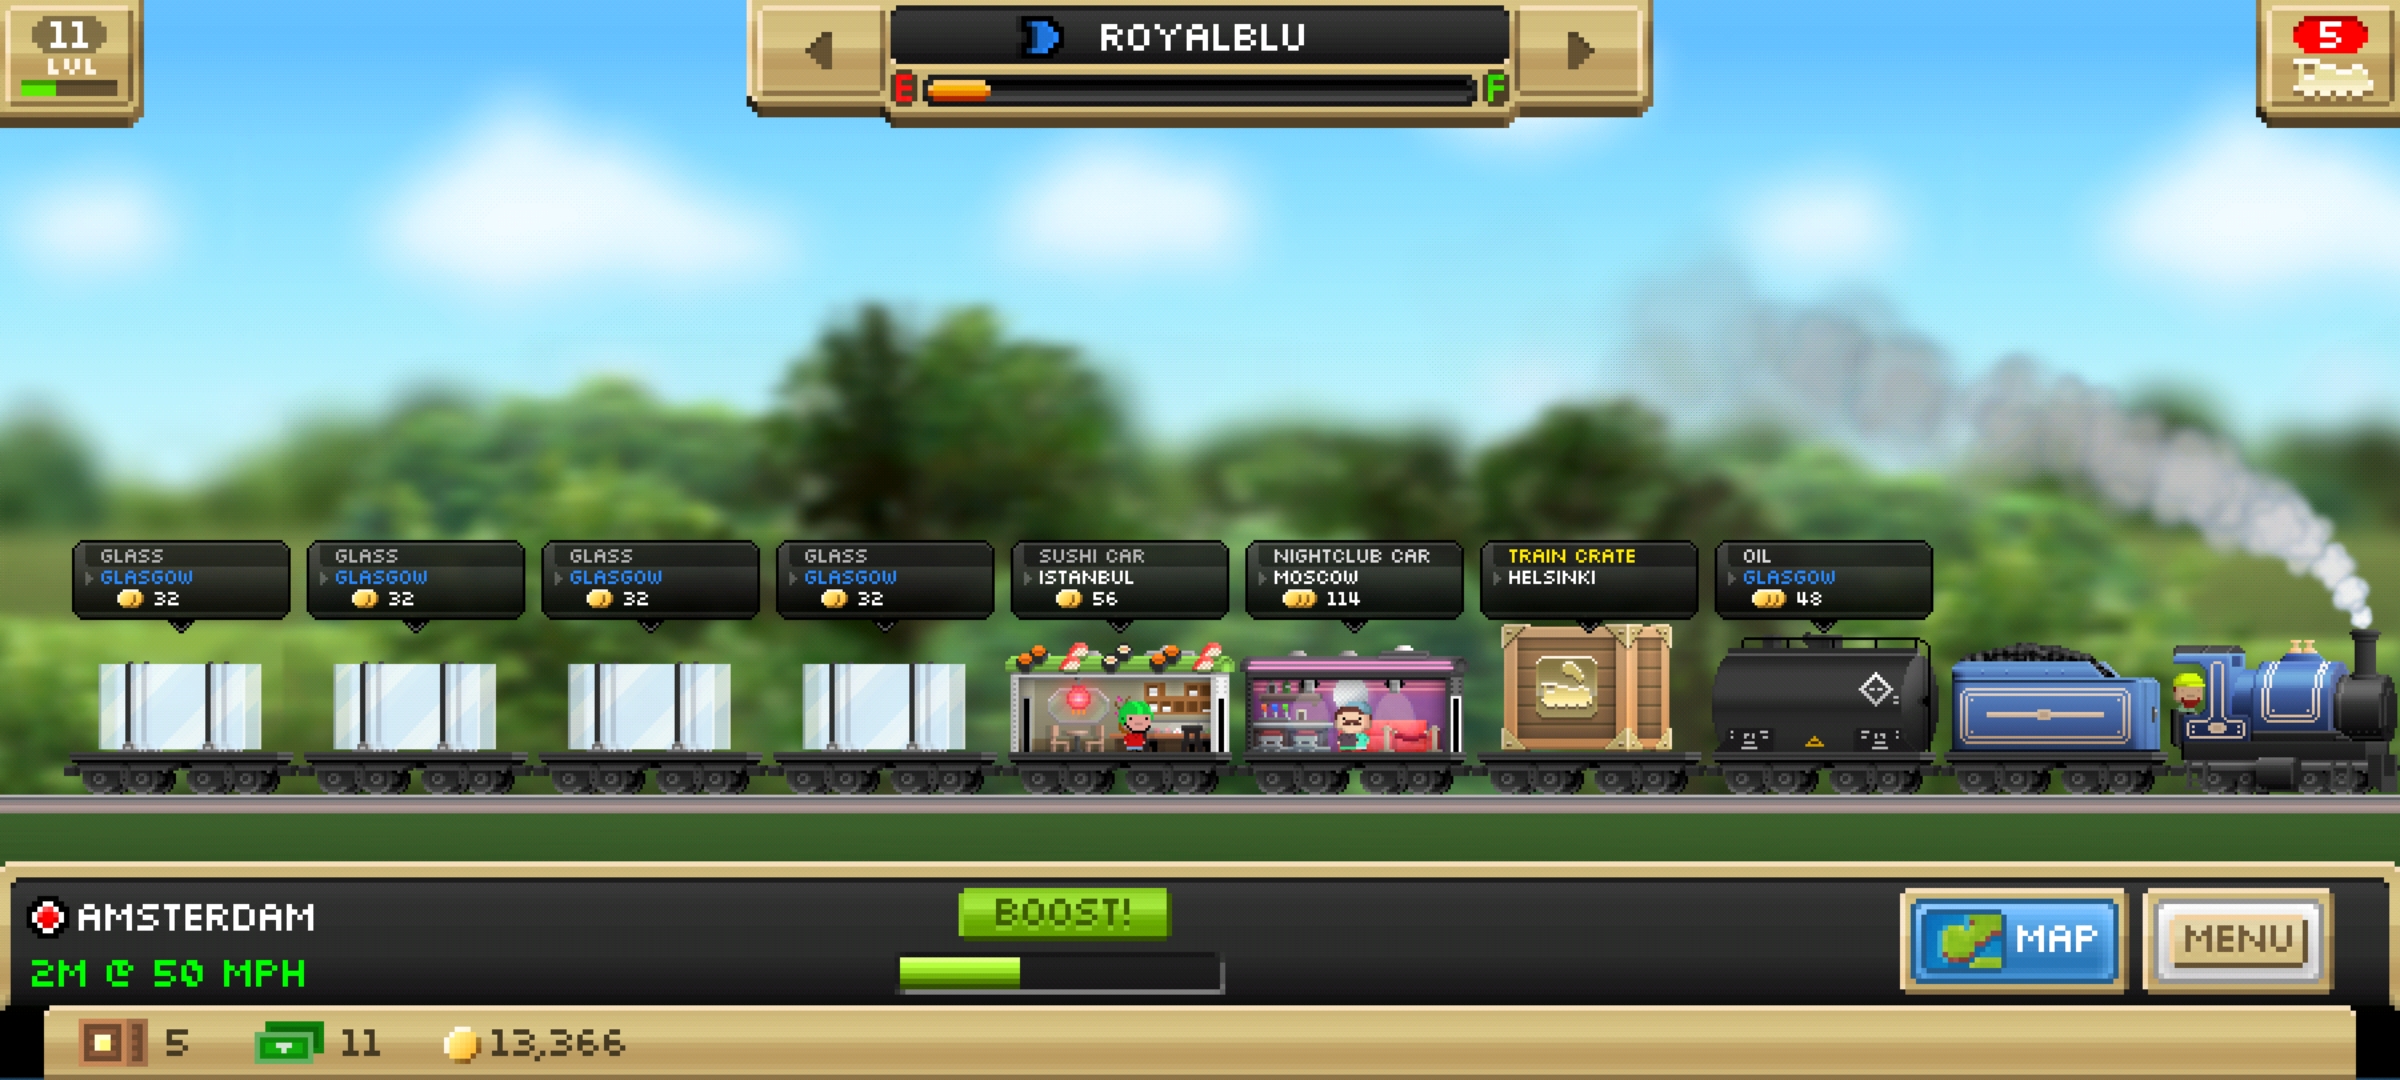 11
LVL
ROYALBLU
E
F
5
GLASS
GLASGOW
32
GLASS
GLASGOW
32
GLASS
GLASGOW
32
GLASS
GLASGOW
32
SUSHI CAR
ISTANBUL
56
NIGHTCLUB CAR
MOSCOW
114
TRAIN CRATE
HELSINKI
OIL
GLASGOW
48
AMSTERDAM
2M @ 50 MPH
BOOST!
MAP
MENU
5
11
13,366